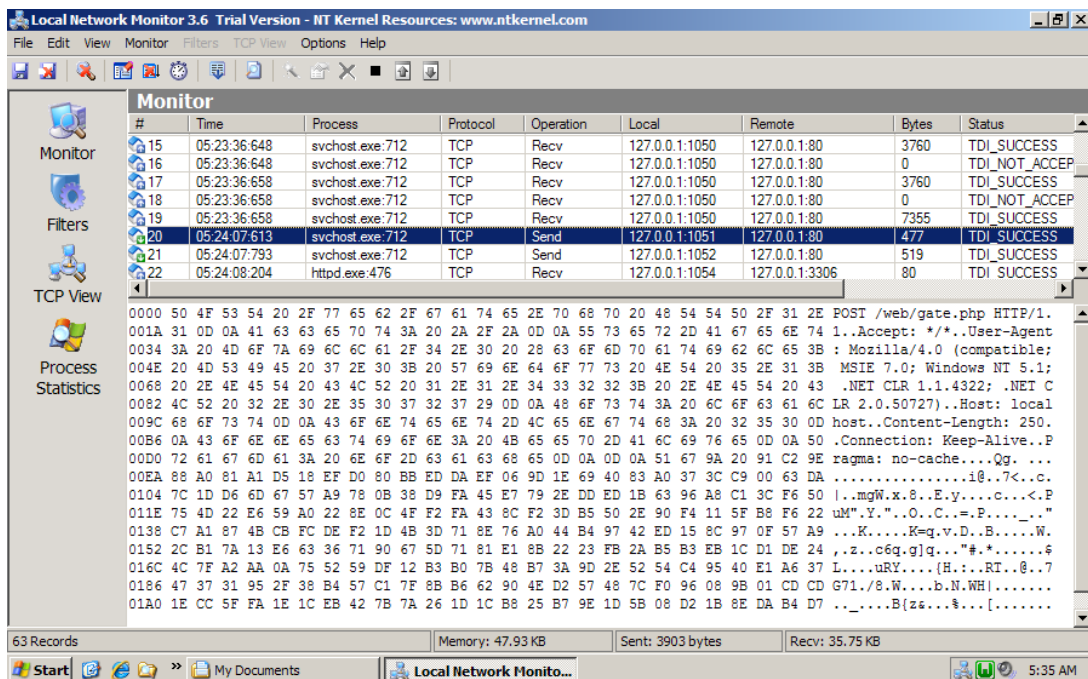 Local Network Monitor 3.6 Trial Version - NT Kernel Resources: www.ntkernel.com
File Edit View Monitor Filters TCP View Options Help
Monitor
Filters
TCP View
Process
Statistics
Monitor
# Time Process Protocol Operation Local Remote Bytes Status
15 05:23:36:648 svchost.exe:712 TCP Recv 127.0.0.1:1050 127.0.0.1:80 3760 TDI_SUCCESS
16 05:23:36:648 svchost.exe:712 TCP Recv 127.0.0.1:1050 127.0.0.1:80 0 TDI_NOT_ACCEP
17 05:23:36:658 svchost.exe:712 TCP Recv 127.0.0.1:1050 127.0.0.1:80 3760 TDI_SUCCESS
18 05:23:36:658 svchost.exe:712 TCP Recv 127.0.0.1:1050 127.0.0.1:80 0 TDI_NOT_ACCEP
19 05:23:36:658 svchost.exe:712 TCP Recv 127.0.0.1:1050 127.0.0.1:80 7355 TDI_SUCCESS
20 05:24:07:613 svchost.exe:712 TCP Send 127.0.0.1:1051 127.0.0.1:80 477 TDI_SUCCESS
21 05:24:07:793 svchost.exe:712 TCP Send 127.0.0.1:1052 127.0.0.1:80 519 TDI_SUCCESS
22 05:24:08:204 httpd.exe:476 TCP Recv 127.0.0.1:1054 127.0.0.1:3306 80 TDI_SUCCESS
0000 50 4F 53 54 20 2F 77 65 62 2F 67 61 74 65 2E 70 68 70 20 48 54 54 50 2F 31 2E POST /web/gate.php HTTP/1.
001A 31 0D 0A 41 63 63 65 70 74 3A 20 2A 2F 2A 0D 0A 55 73 65 72 2D 41 67 65 6E 74 1..Accept: */*..User-Agent
0034 3A 20 4D 6F 7A 69 6C 6C 61 2F 34 2E 30 20 28 63 6F 6D 70 61 74 69 62 6C 65 3B : Mozilla/4.0 (compatible;
004E 20 4D 53 49 45 20 37 2E 30 3B 20 57 69 6E 64 6F 77 73 20 4E 54 20 35 2E 31 3B MSIE 7.0; Windows NT 5.1;
0068 20 2E 4E 45 54 20 43 4C 52 20 31 2E 31 2E 34 33 32 32 3B 20 2E 4E 45 54 20 43 .NET CLR 1.1.4322; .NET C
0082 4C 52 20 32 2E 30 2E 35 30 37 32 37 29 0D 0A 48 6F 73 74 3A 20 6C 6F 63 61 6C LR 2.0.50727)..Host: local
009C 68 6F 73 74 0D 0A 43 6F 6E 74 65 6E 74 2D 4C 65 6E 67 74 68 3A 20 32 35 30 0D host..Content-Length: 250.
00B6 0A 43 6F 6E 6E 65 63 74 69 6F 6E 3A 20 4B 65 65 70 2D 41 6C 69 76 65 0D 0A 50 .Connection: Keep-Alive..P
00D0 72 61 67 6D 61 3A 20 6E 6F 2D 63 61 63 68 65 0D 0A 0D 0A 51 67 9A 20 91 C2 9E ragma: no-cache....Qg. ...
00EA 88 A0 81 A1 D5 18 EF D0 80 BB ED DA EF 06 9D 1E 69 40 83 A0 37 3C C9 00 63 DA ................i@..7<..c.
0104 7C 1D D6 6D 67 57 A9 78 0B 38 D9 FA 45 E7 79 2E DD ED 1B 63 96 A8 C1 3C F6 50 |..mgW.x.8..E.y....c...<.P
011E 75 4D 22 E6 59 A0 22 8E 0C 4F F2 FA 43 8C F2 3D B5 50 2E 90 F4 11 5F B8 F6 22 uM".Y."..O..C..=.P...._.."
0138 C7 A1 87 4B CB FC DE F2 1D 4B 3D 71 8E 76 A0 44 B4 97 42 ED 15 8C 97 0F 57 A9 ...K.....K=q.v.D..B.....W.
0152 2C B1 7A 13 E6 63 36 71 90 67 5D 71 81 E1 8B 22 23 FB 2A B5 B3 EB 1C D1 DE 24 ,.z..c6q.g]q..."#.*......$
016C 4C 7F A2 AA 0A 75 52 59 DF 12 B3 B0 7B 48 B7 3A 9D 2E 52 54 C4 95 40 E1 A6 37 L....uRY....{H.:..RT..@..7
0186 47 37 31 95 2F 38 B4 57 C1 7F 8B B6 62 90 4E D2 57 48 7C F0 96 08 9B 01 CD CD G71./8.W....b.N.WH|.......
01A0 1E CC 5F FA 1E 1C EB 42 7B 7A 26 1D 1C B8 25 B7 9E 1D 5B 08 D2 1B 8E DA B4 D7 .._....B{z&...%...[.......
63 Records Memory: 47.93 KB Sent: 3903 bytes Recv: 35.75 KB
Start » My Documents Local Network Monito... 5:35 AM